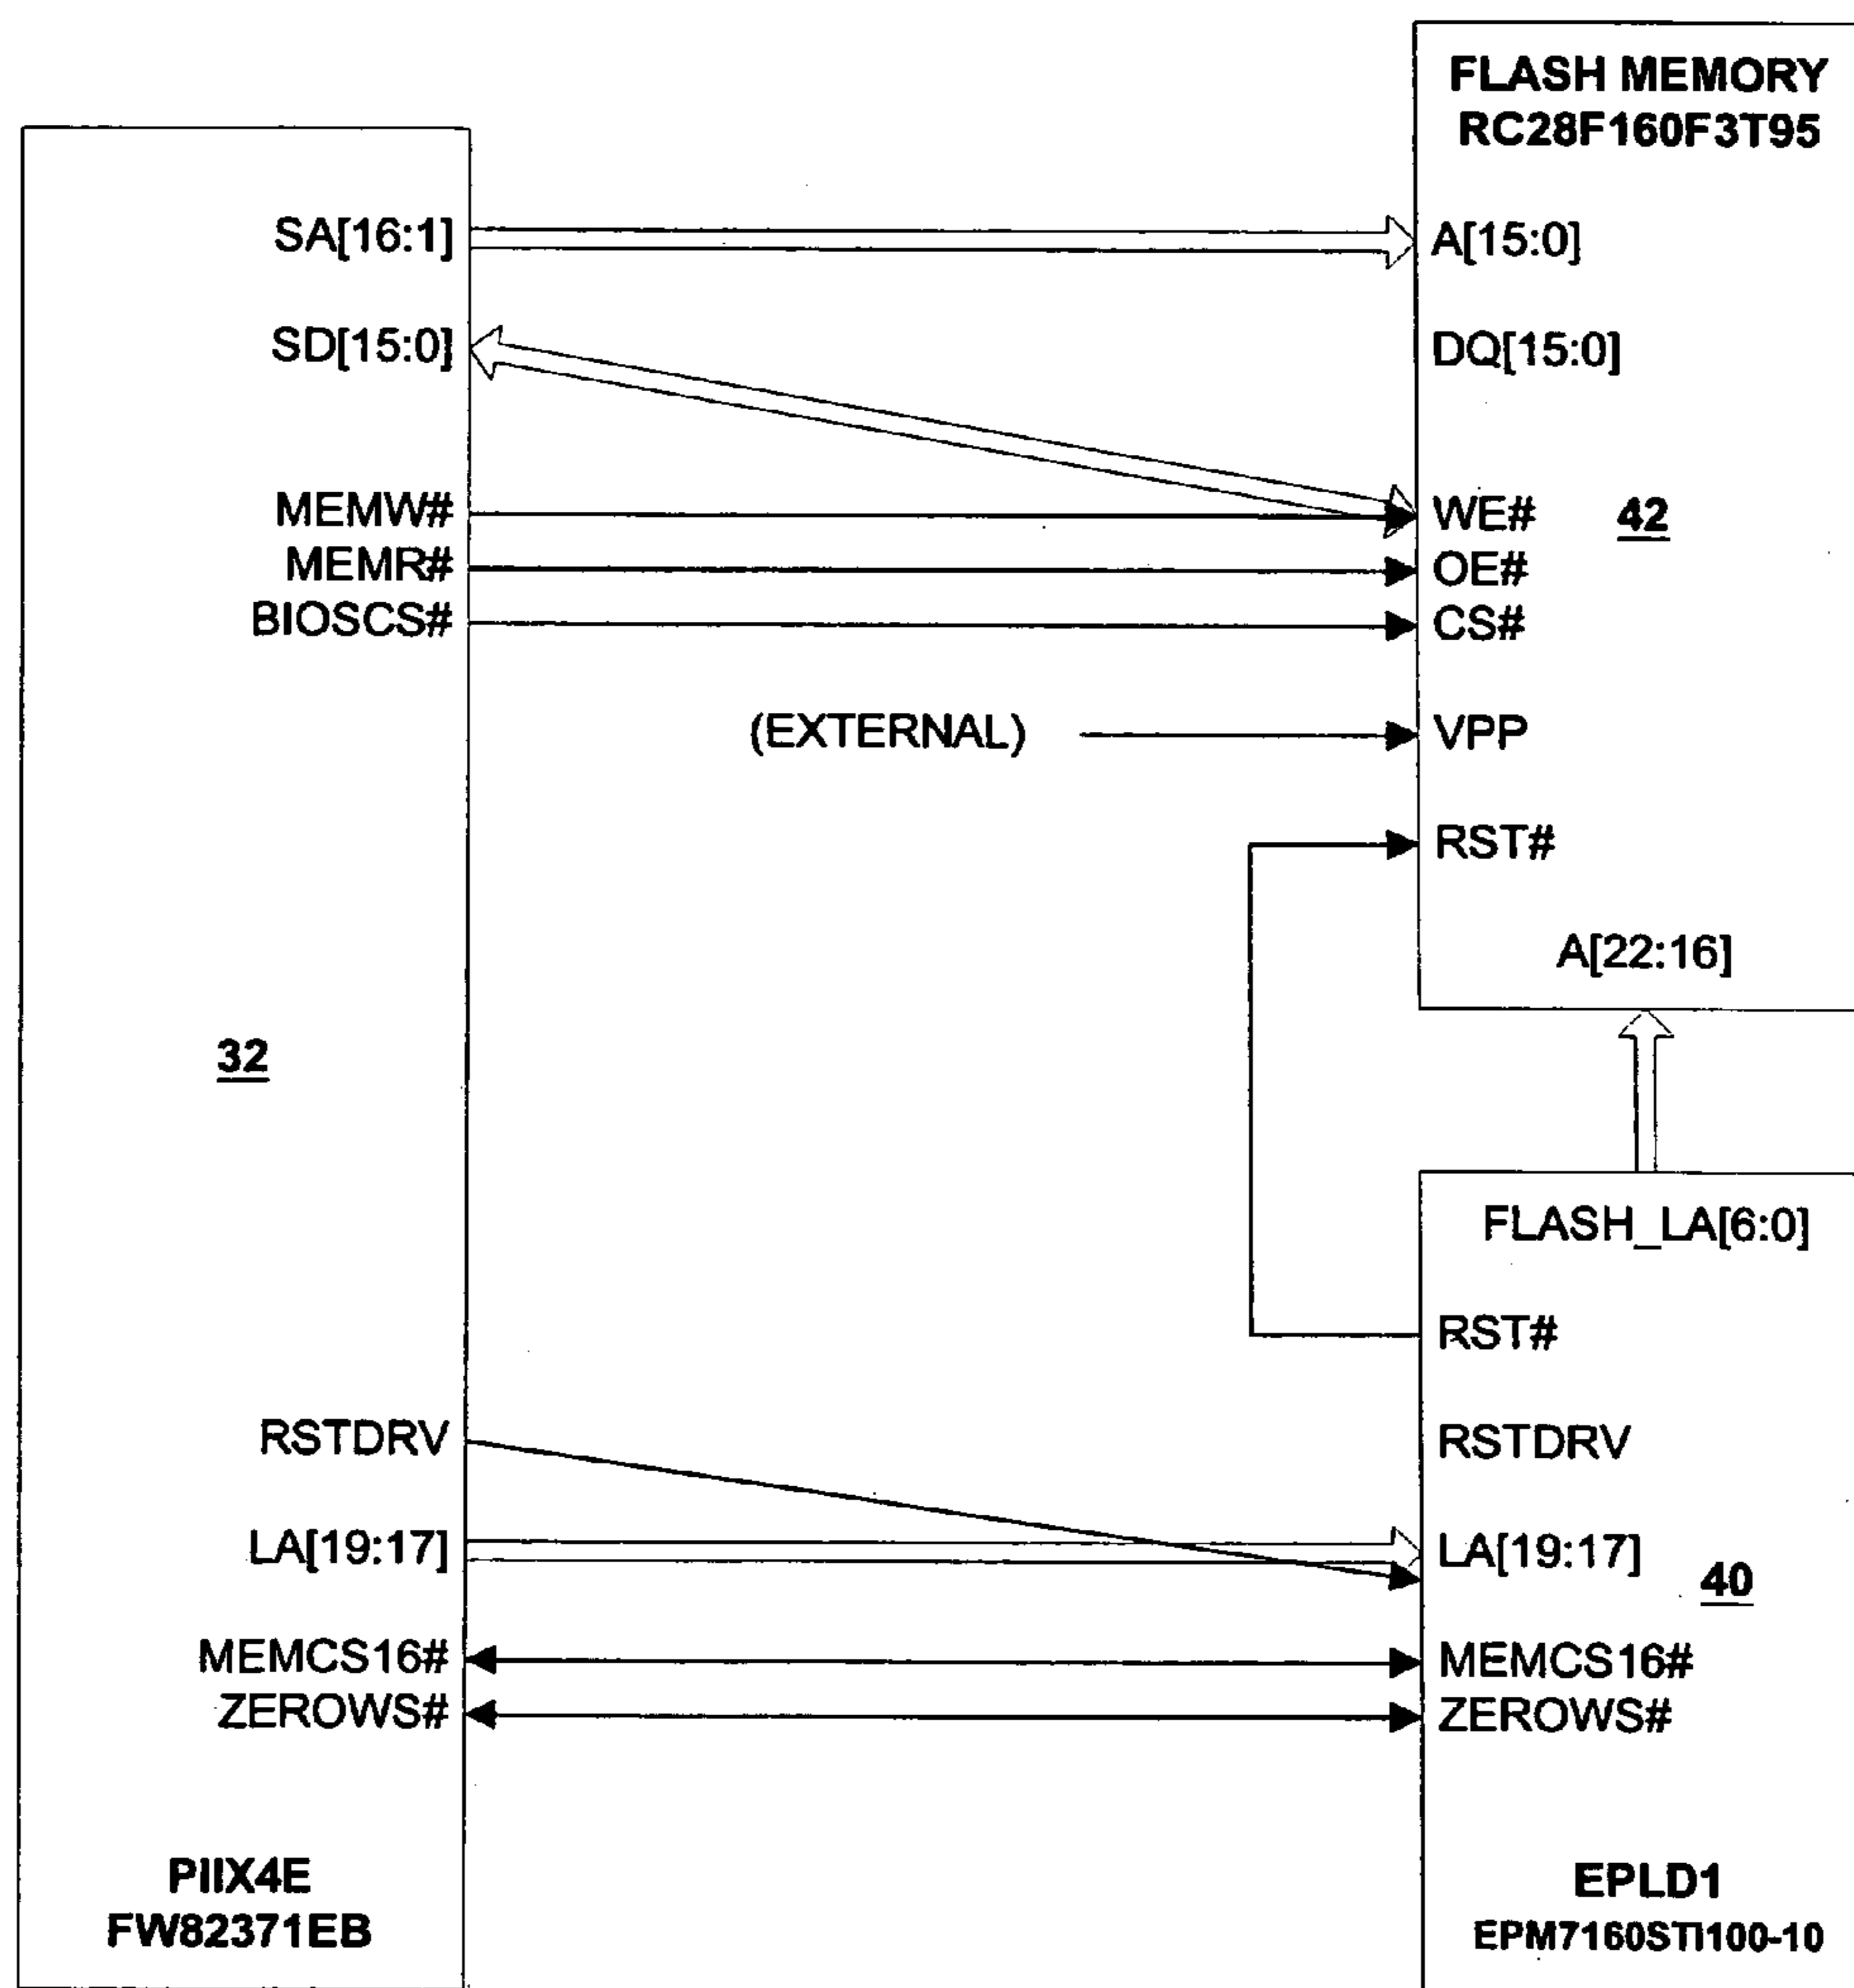 FLASH MEMORY
RC28F160F3T95
SA[16:1]
A[15:0]
SD[15:0]
DQ[15:0]
MEMW#
WE#
42
MEMR#
OE#
BIOSCS#
CS#
(EXTERNAL)
VPP
RST#
A[22:16]
32
FLASH_LA[6:0]
RST#
RSTDRV
RSTDRV
LA[19:17]
LA[19:17]
40
MEMCS16#
MEMCS16#
ZEROWS#
ZEROWS#
PIIX4E
FW82371EB
EPLD1
EPM7160STI100-10